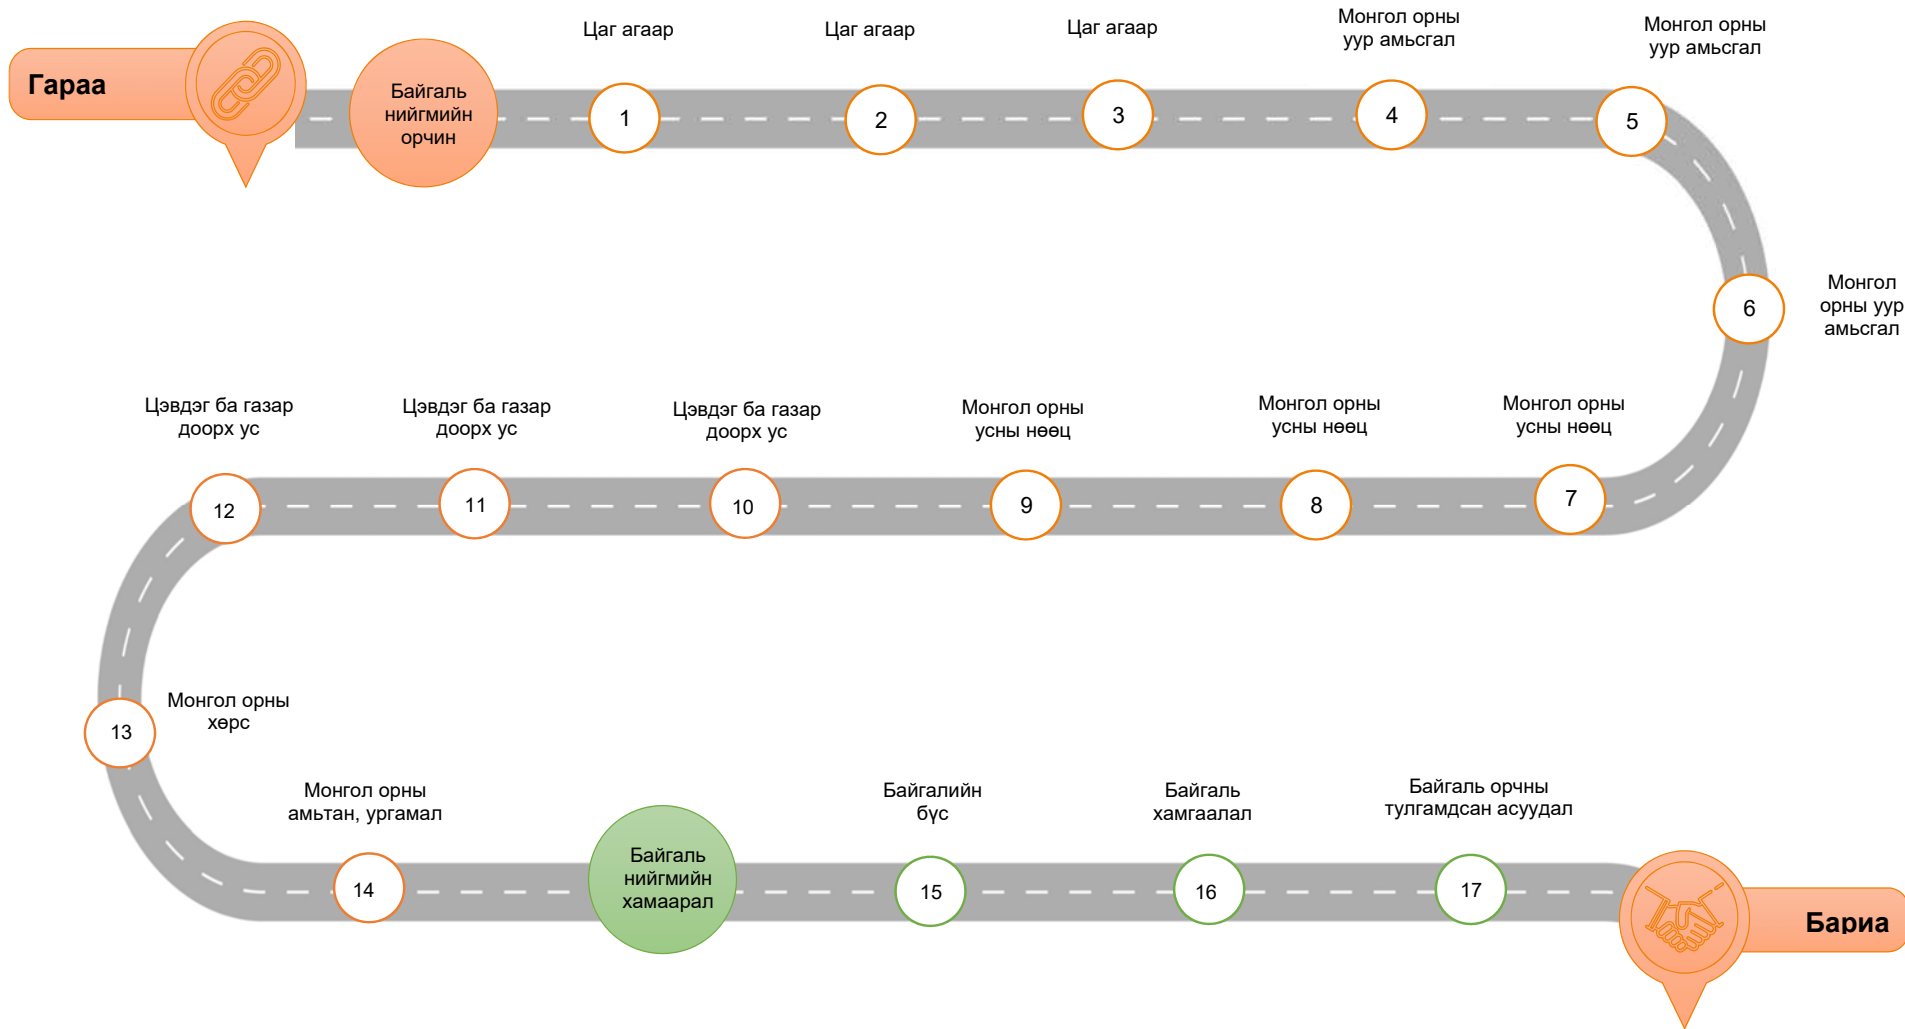 Гараа
Байгаль
нийгмийн
орчин
Цаг агаар
1
Цаг агаар
2
Цаг агаар
3
Монгол орны
уур амьсгал
4
Монгол орны
уур амьсгал
5
Монгол
орны уур
амьсгал
6
Монгол орны
усны нөөц
7
Монгол орны
усны нөөц
8
Монгол орны
усны нөөц
9
Цэвдэг ба газар
доорх ус
10
Цэвдэг ба газар
доорх ус
11
Цэвдэг ба газар
доорх ус
12
Монгол орны
хөрс
13
Монгол орны
амьтан, ургамал
14
Байгаль
нийгмийн
хамаарал
Байгалийн
бүс
15
Байгаль
хамгаалал
16
Байгаль орчны
тулгамдсан асуудал
17
Бариа